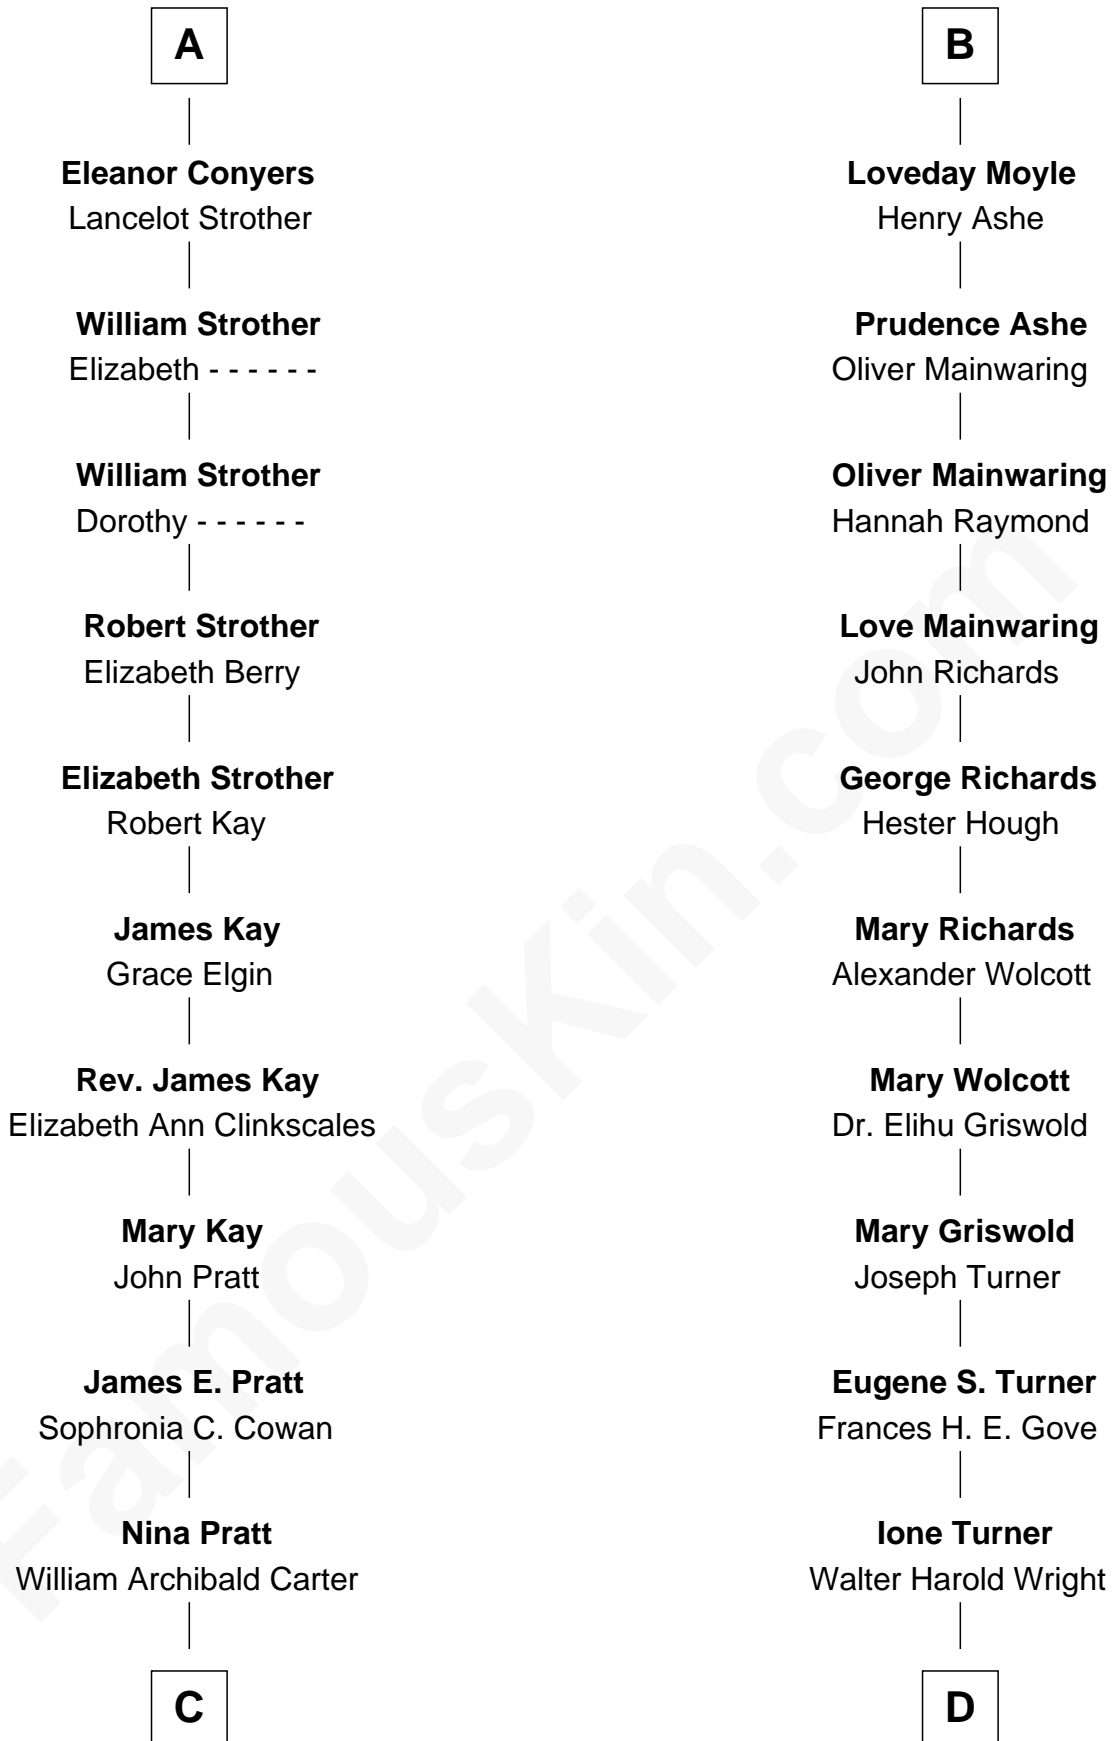 A
Eleanor Conyers
Lancelot Strother
William Strother
Elizabeth - - - - - -
William Strother
Dorothy - - - - - -
Robert Strother
Elizabeth Berry
Elizabeth Strother
Robert Kay
James Kay
Grace Elgin
Rev. James Kay
Elizabeth Ann Clinkscales
Mary Kay
John Pratt
James E. Pratt
Sophronia C. Cowan
Nina Pratt
William Archibald Carter
C
B
Loveday Moyle
Henry Ashe
Prudence Ashe
Oliver Mainwaring
Oliver Mainwaring
Hannah Raymond
Love Mainwaring
John Richards
George Richards
Hester Hough
Mary Richards
Alexander Wolcott
Mary Wolcott
Dr. Elihu Griswold
Mary Griswold
Joseph Turner
Eugene S. Turner
Frances H. E. Gove
Ione Turner
Walter Harold Wright
D
FamousKin.com